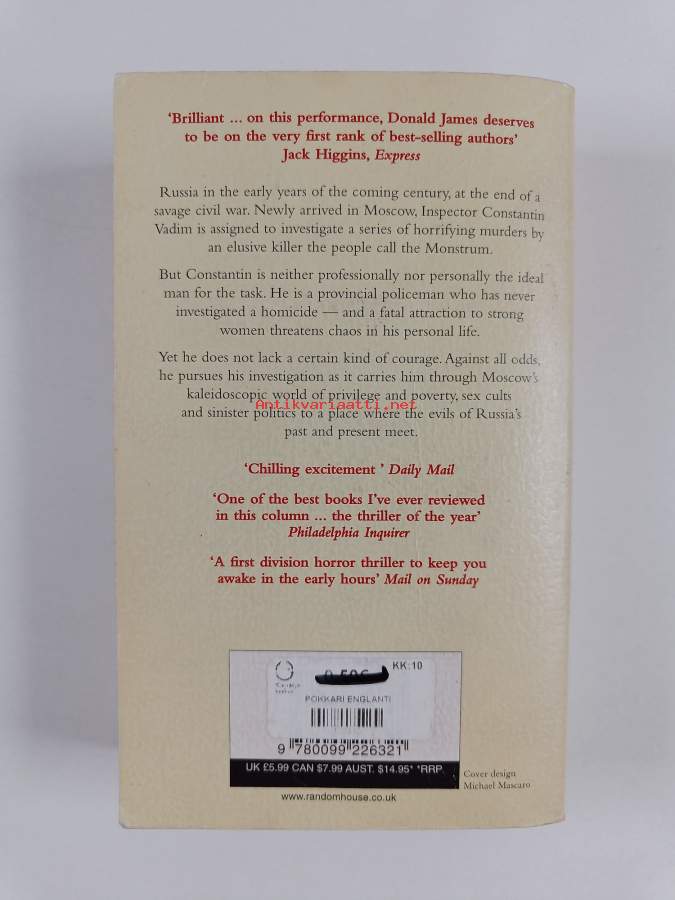 ‘Brilliant ... on this performance, Donald James deserves
to be on the very first rank of best-selling authors’
Jack Higgins, Express
Russia in the early years of the coming century, at the end of a
savage civil war. Newly arrived in Moscow, Inspector Constantin
Vadim is assigned to investigate a series of horrifying murders by
an elusive killer the people call the Monstrum.
But Constantin is neither professionally nor personally the ideal
man for the task. He is a provincial policeman who has never
investigated a homicide — and a fatal attraction to strong
women threatens chaos in his personal life.
Yet he does not lack a certain kind of courage. Against all odds,
he pursues his investigation as it carries him through Moscow’s
kaleidoscopic world of privilege and poverty, sex cults
Antikvariaatti.net
and sinister politics to a place where the evils of Russia’s
past and present meet.
‘Chilling excitement ’ Daily Mail
‘One of the best books I’ve ever reviewed
in this column ... the thriller of the year’
Philadelphia Inquirer
‘A first division horror thriller to keep you
awake in the early hours’ Mail on Sunday
KK:10
POKKARI ENGLANTI
9 780099 226321
UK £5.99 CAN $7.99 AUST. $14.95* *RRP
Cover design
Michael Mascaro
www.randomhouse.co.uk